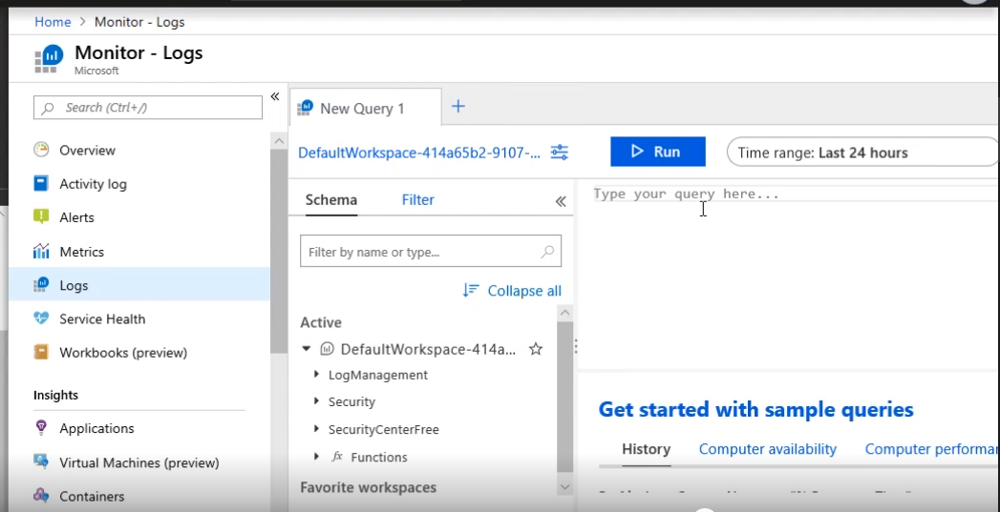 Home > Monitor - Logs
Monitor - Logs
Microsoft
Search (Ctrl+/)
«
Overview
Activity log
Alerts
Metrics
Logs
Service Health
Workbooks (preview)
Insights
Applications
Virtual Machines (preview)
Containers
New Query 1
+
DefaultWorkspace-414a65b2-9107-...
Run
Time range: Last 24 hours
Schema
Filter
«
Filter by name or type...
Collapse all
Active
DefaultWorkspace-414a...
LogManagement
Security
SecurityCenterFree
fx Functions
Favorite workspaces
Type your query here...
Get started with sample queries
History
Computer availability
Computer performan